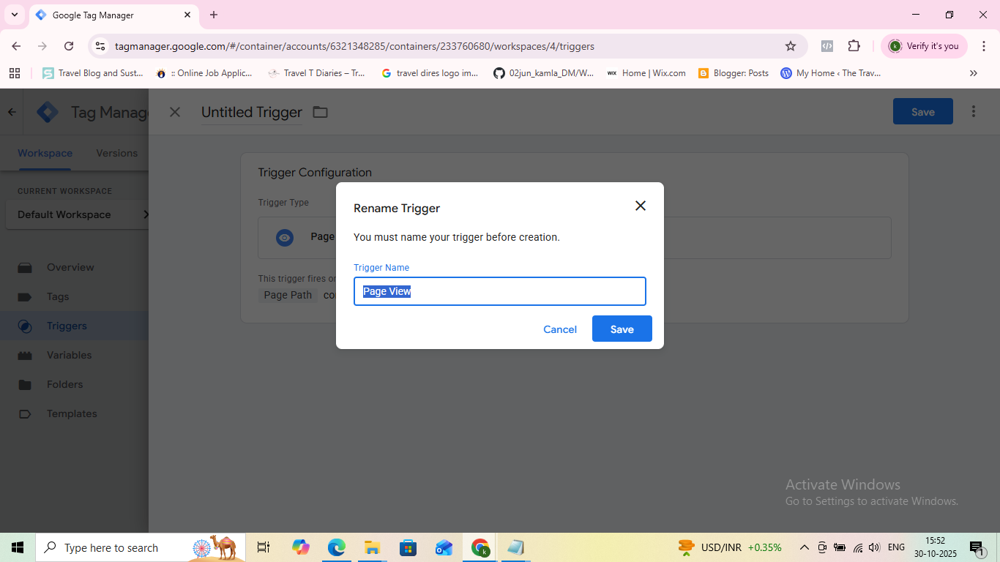 Google Tag Manager
tagmanager.google.com/#/container/accounts/6321348285/containers/233760680/workspaces/4/triggers
Verify it's you
Travel Blog and Sust...
:: Online Job Applic...
Travel T Diaries – Tr...
travel dires logo im...
02jun_kamla_DM/W...
Home | Wix.com
Blogger: Posts
My Home ‹ The Trav...
Tag Manag
Untitled Trigger
Save
Workspace
Versions
CURRENT WORKSPACE
Default Workspace
Overview
Tags
Triggers
Variables
Folders
Templates
Trigger Configuration
Trigger Type
Page
This trigger fires on
Page Path
Rename Trigger
You must name your trigger before creation.
Trigger Name
Page View
Cancel
Save
Activate Windows
Go to Settings to activate Windows.
Type here to search
USD/INR +0.35%
ENG
15:52
30-10-2025
1